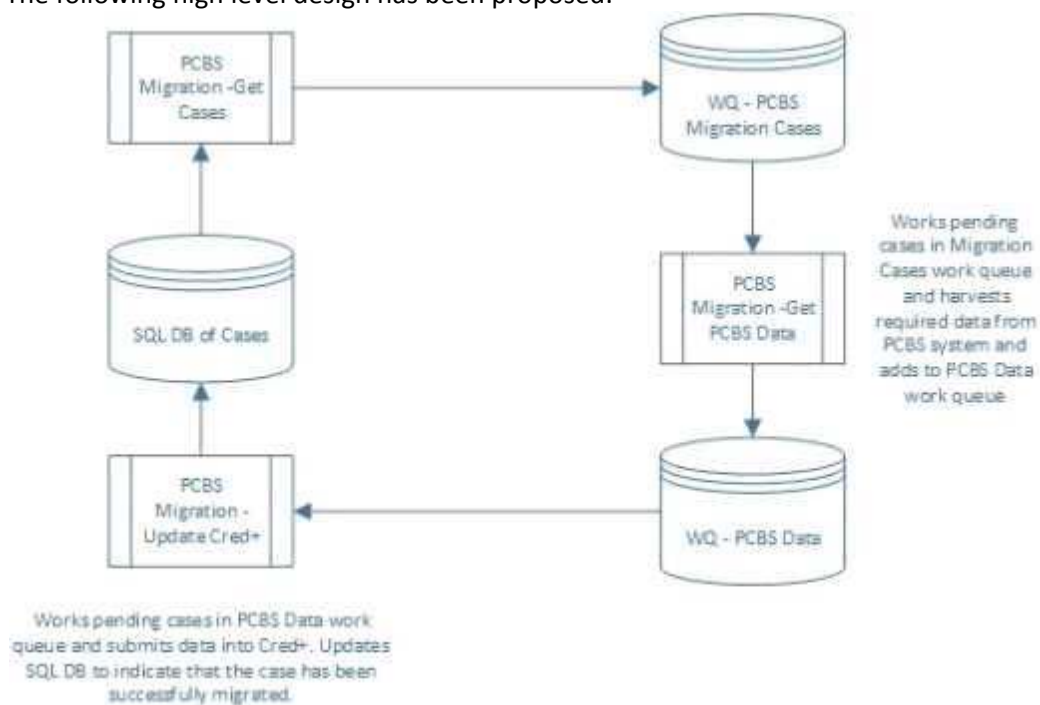 The following high level design has been proposed:
PCBS
Migration -Get
Cases
WQ - PCBS
Migration Cases
Works pending
cases in Migration
Cases work queue
and harvests
required data from
PCBS system and
adds to PCBS Data
work queue
PCBS
Migration -Get
PCBS Data
SQL DB of Cases
PCBS
Migration -
Update Cred+
WQ - PCBS Data
Works pending cases in PCBS Data work
queue and submits data into Cred+. Updates
SQL DB to indicate that the case has been
successfully migrated.